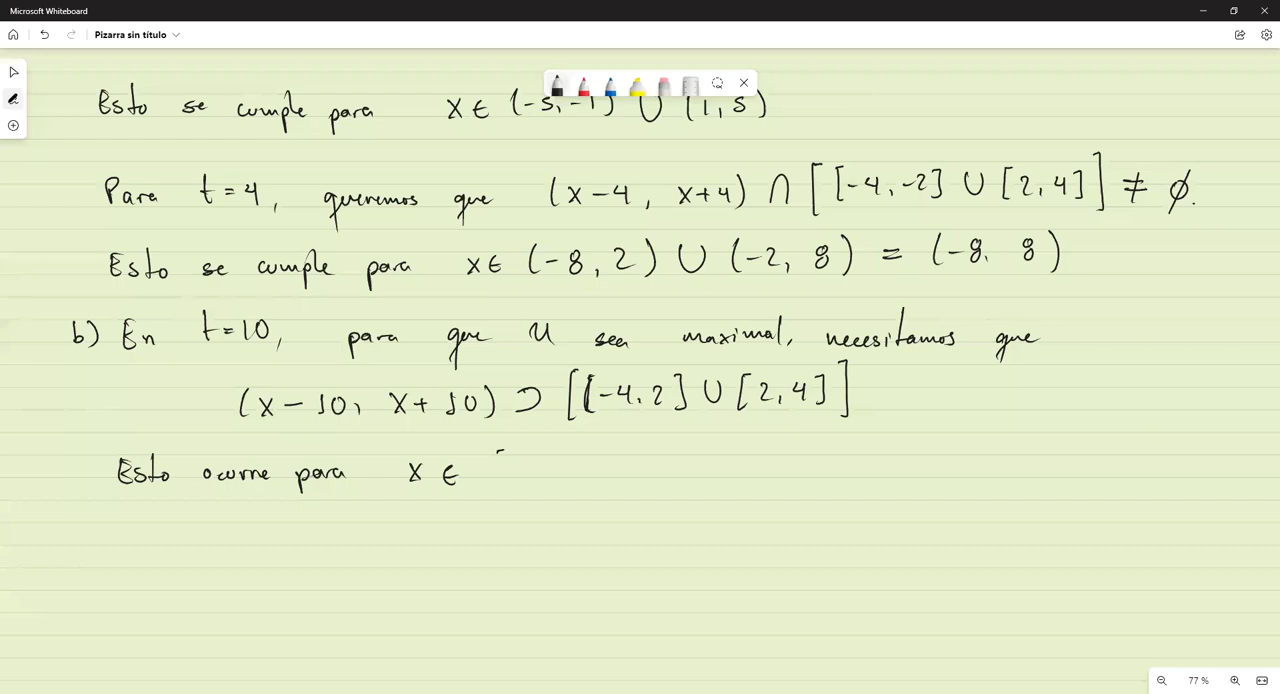 Microsoft Whiteboard
Pizarra sin título
Esto se cumple para x ∈ (-5, -1) ∪ (1, 5)
Para t = 4, queremos que (x-4, x+4) ∩ [[-4, -2] ∪ [2, 4]] ≠ ∅.
Esto se cumple para x ∈ (-8, 2) ∪ (-2, 8) = (-8, 8)
b) En t = 10, para que u sea maximal, necesitamos que
(x - 10, x + 10) ⊃ [[-4, 2] ∪ [2, 4]]
Esto ocurre para x ∈
77 %